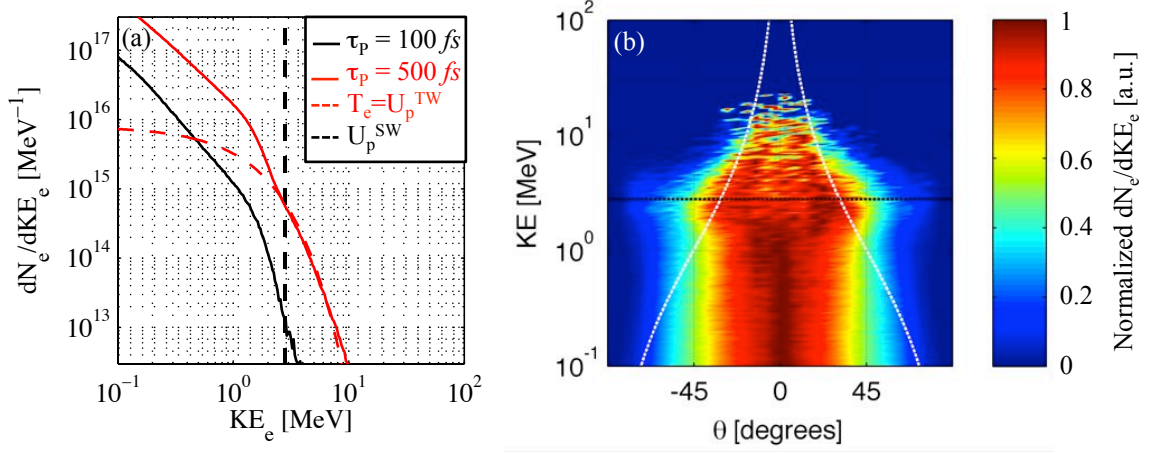 (a)
τ_P = 100 fs
τ_P = 500 fs
T_e=U_p^TW
U_p^SW
dN_e/dKE_e [MeV^−1]
10^17
10^16
10^15
10^14
10^13
10^−1
10^0
10^1
10^2
KE_e [MeV]
(b)
KE [MeV]
10^2
10^1
10^0
10^-1
-45
0
45
θ [degrees]
1
0.8
0.6
0.4
0.2
0
Normalized dN_e/dKE_e [a.u.]